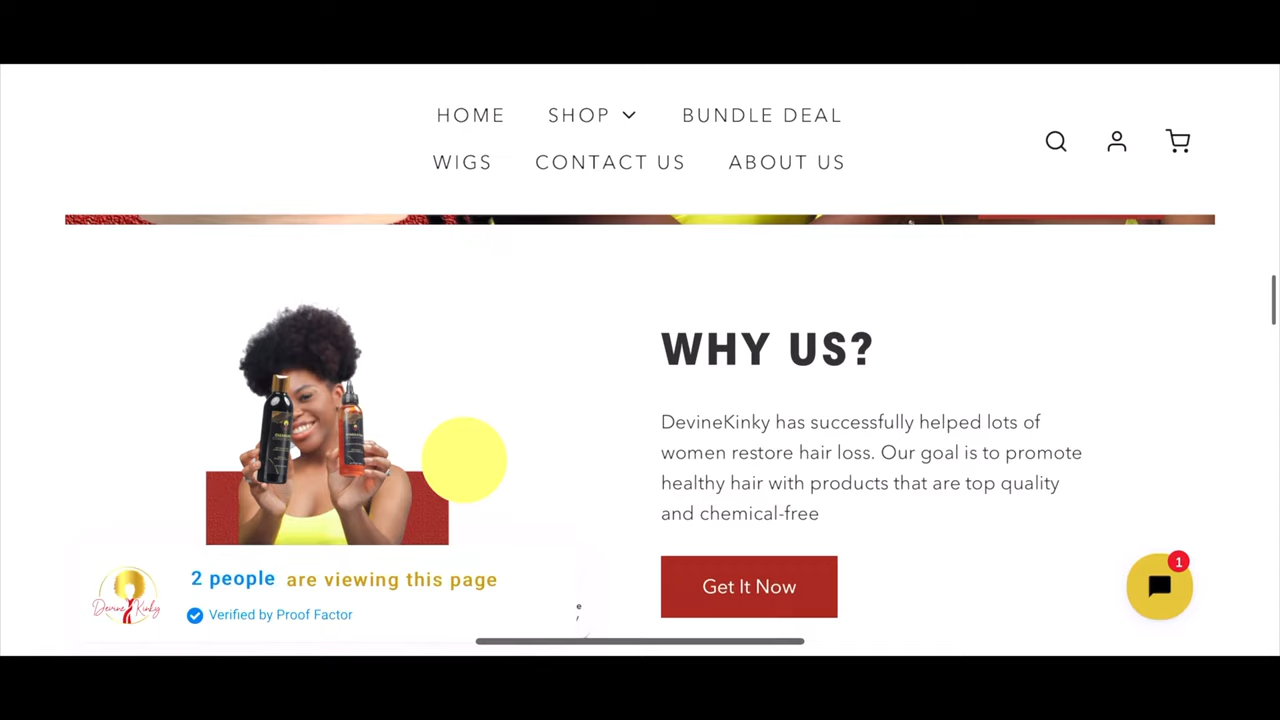 HOME SHOP BUNDLE DEAL
WIGS CONTACT US ABOUT US
WHY US?
DevineKinky has successfully helped lots of
women restore hair loss. Our goal is to promote
healthy hair with products that are top quality
and chemical-free
Get It Now
2 people are viewing this page
Verified by Proof Factor
Devine Kinky
1